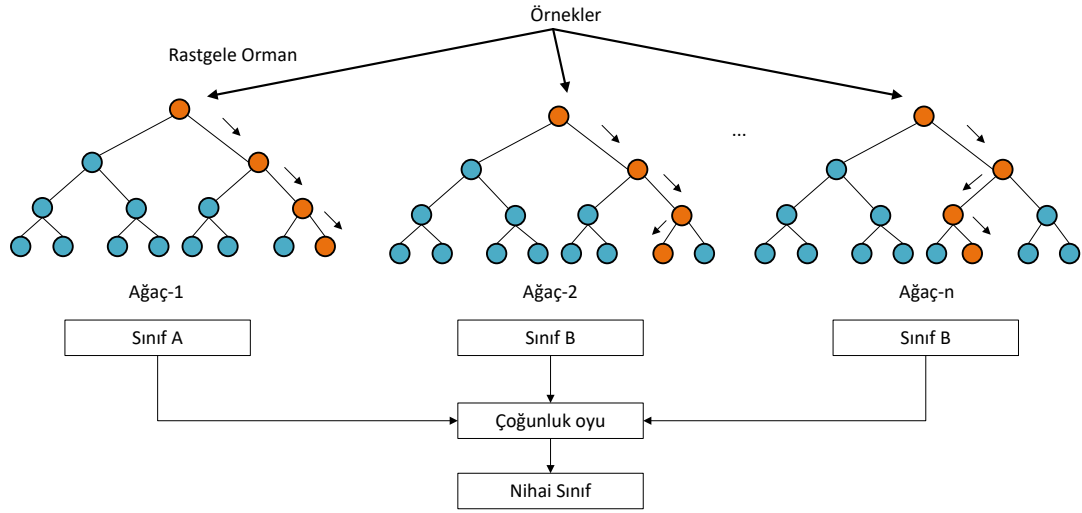 Örnekler
Rastgele Orman
...
Ağaç-1
Ağaç-2
Ağaç-n
Sınıf A
Sınıf B
Sınıf B
Çoğunluk oyu
Nihai Sınıf